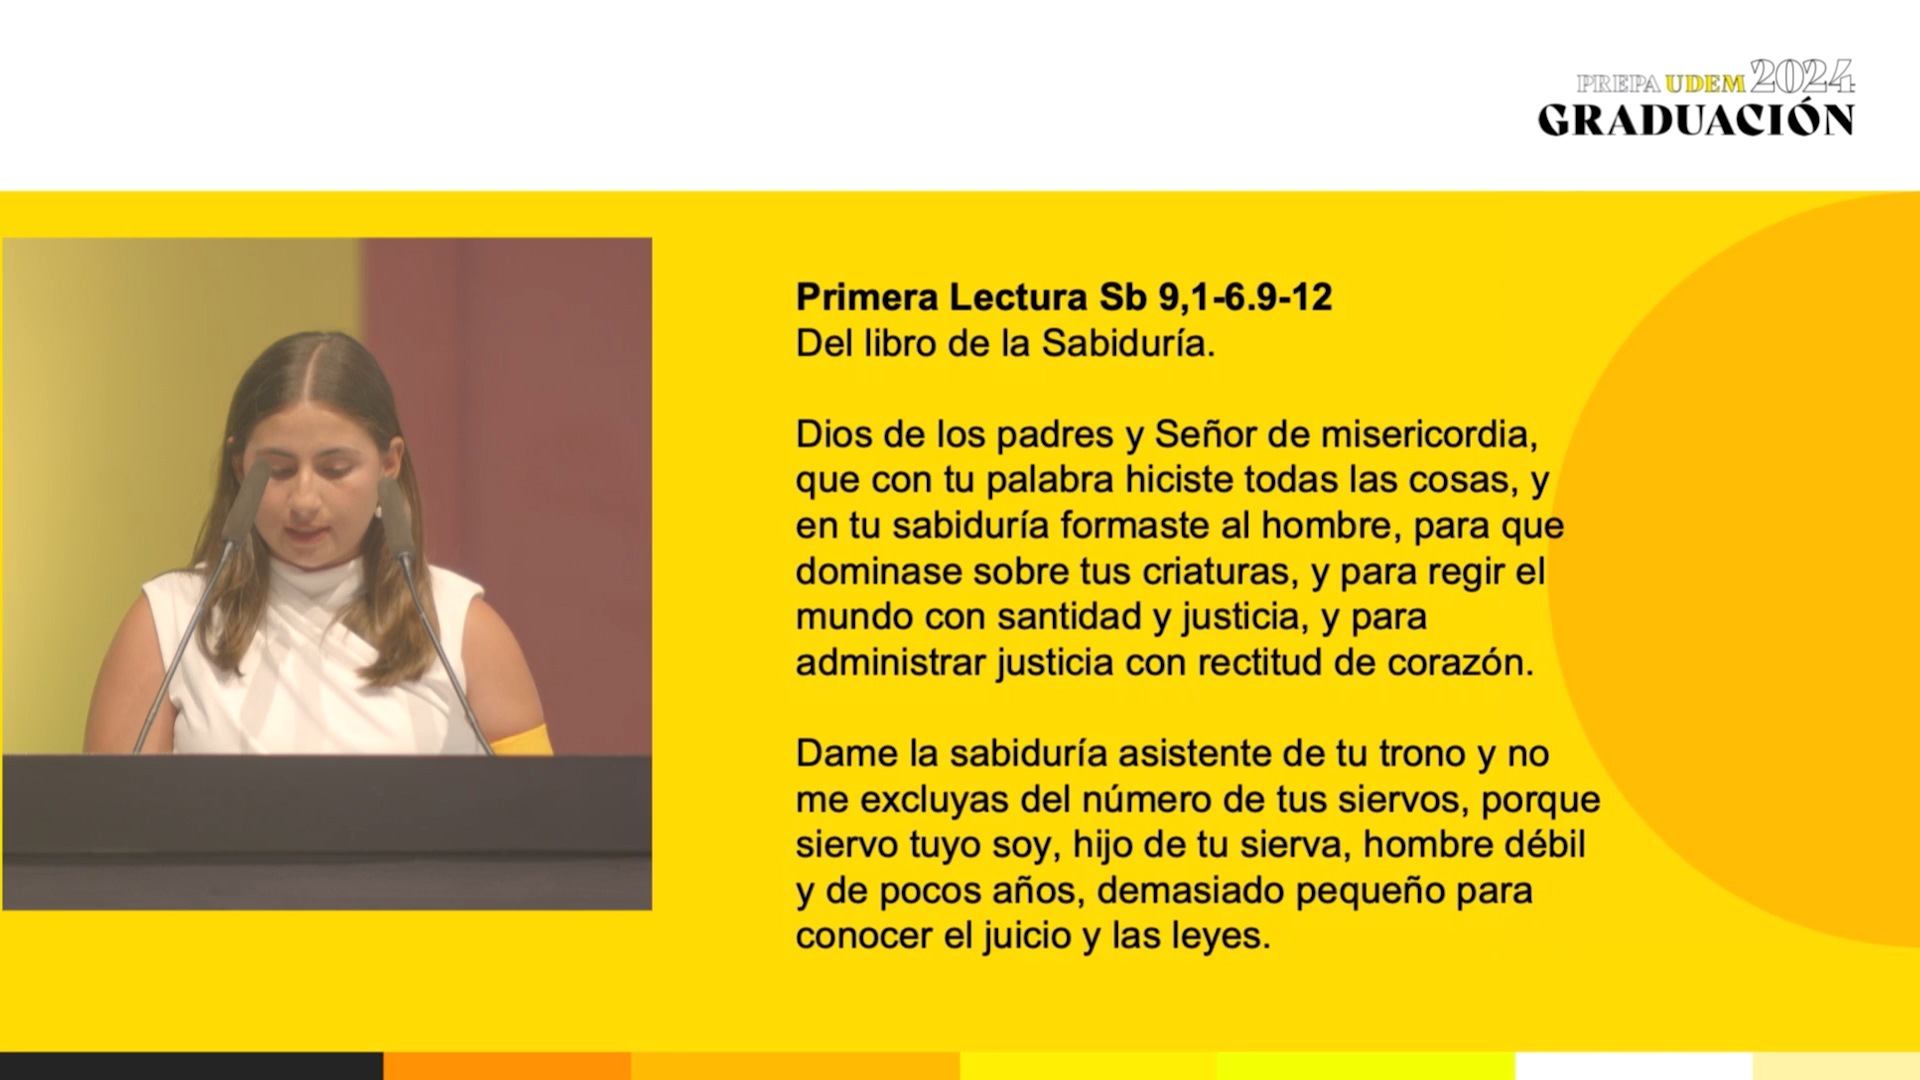 PREPA UDEM 2024
GRADUACIÓN
Primera Lectura Sb 9,1-6.9-12
Del libro de la Sabiduría.
Dios de los padres y Señor de misericordia,
que con tu palabra hiciste todas las cosas, y
en tu sabiduría formaste al hombre, para que
dominase sobre tus criaturas, y para regir el
mundo con santidad y justicia, y para
administrar justicia con rectitud de corazón.
Dame la sabiduría asistente de tu trono y no
me excluyas del número de tus siervos, porque
siervo tuyo soy, hijo de tu sierva, hombre débil
y de pocos años, demasiado pequeño para
conocer el juicio y las leyes.